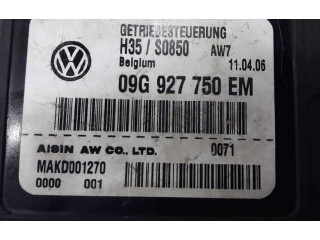 GETRIEBESTEUERUNG
H35 / S0850 AW7
Belgium 11.04.06
09G 927 750 EM
AISIN AW CO., LTD. 0071
MAKD001270
0000 001